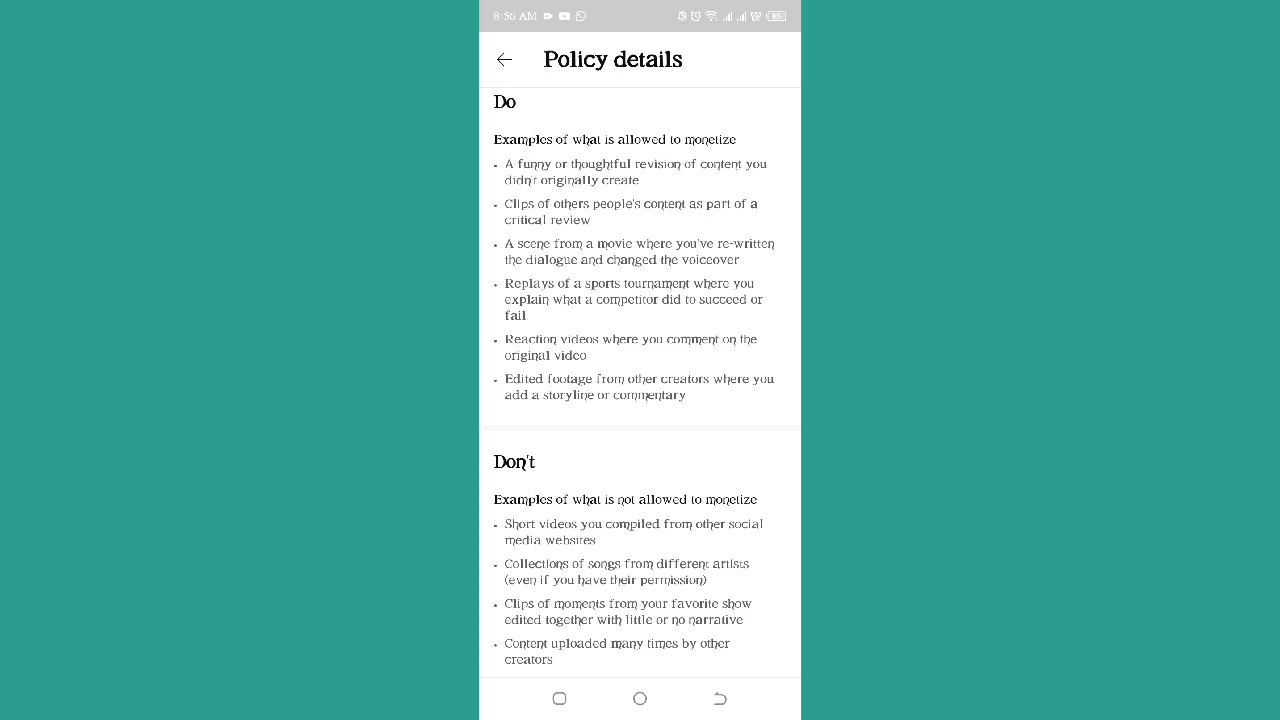 8:56 AM
85
Policy details
Do
Examples of what is allowed to monetize
• A funny or thoughtful revision of content you
didn't originally create
• Clips of others people's content as part of a
critical review
• A scene from a movie where you've re-written
the dialogue and changed the voiceover
• Replays of a sports tournament where you
explain what a competitor did to succeed or
fail
• Reaction videos where you comment on the
original video
• Edited footage from other creators where you
add a storyline or commentary
Don't
Examples of what is not allowed to monetize
• Short videos you compiled from other social
media websites
• Collections of songs from different artists
(even if you have their permission)
• Clips of moments from your favorite show
edited together with little or no narrative
• Content uploaded many times by other
creators